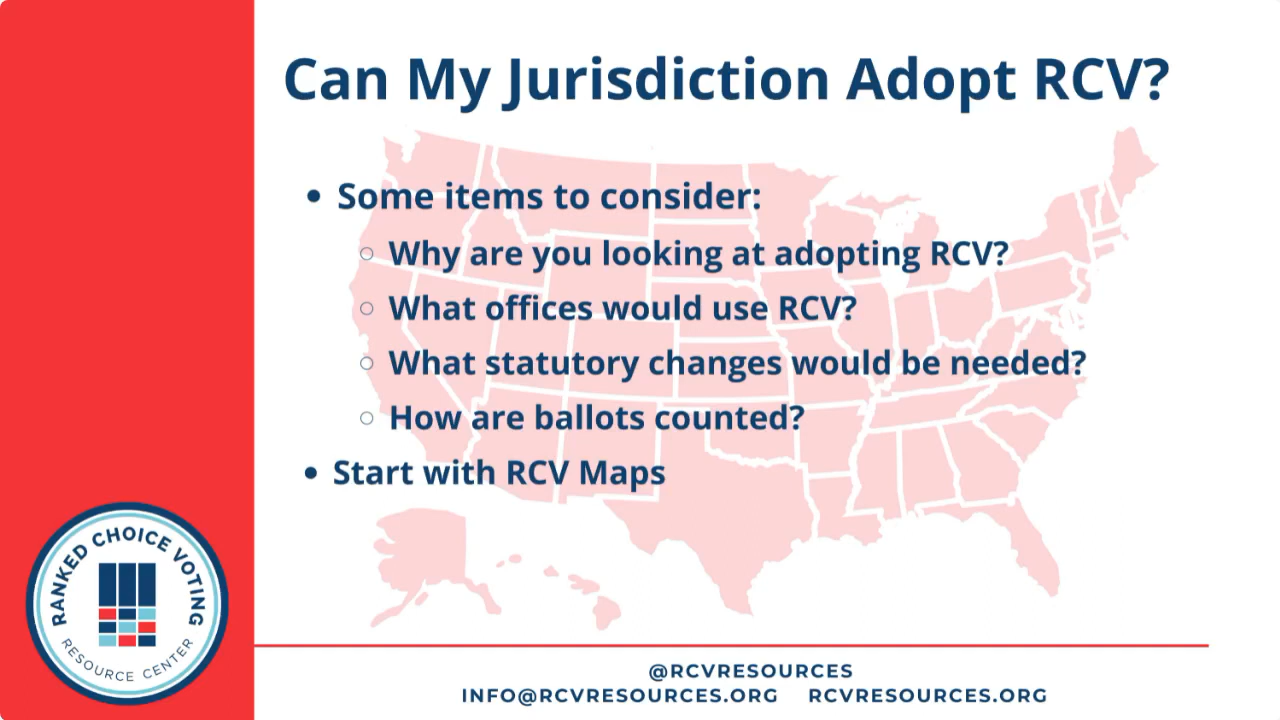 Can My Jurisdiction Adopt RCV?
• Some items to consider:
○ Why are you looking at adopting RCV?
○ What offices would use RCV?
○ What statutory changes would be needed?
○ How are ballots counted?
• Start with RCV Maps
RANKED CHOICE VOTING
RESOURCE CENTER
@RCVRESOURCES
INFO@RCVRESOURCES.ORG RCVRESOURCES.ORG